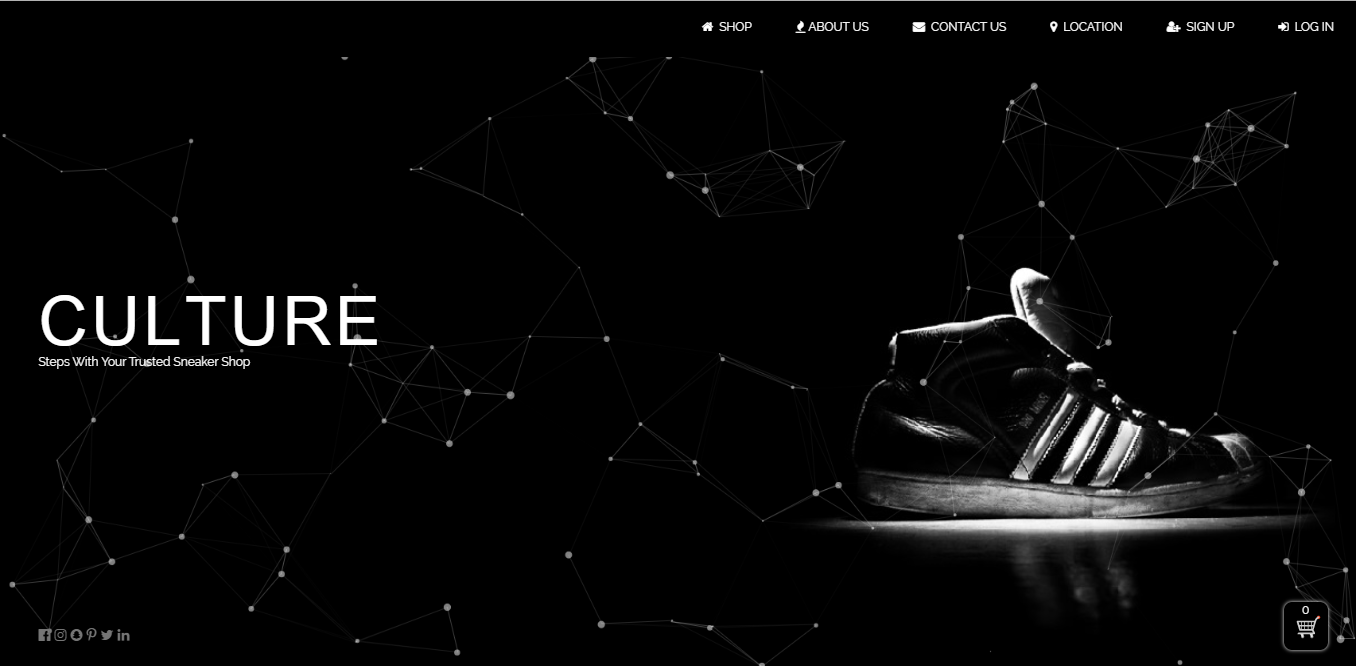 SHOP
ABOUT US
CONTACT US
LOCATION
SIGN UP
LOG IN
CULTURE
Steps With Your Trusted Sneaker Shop
0